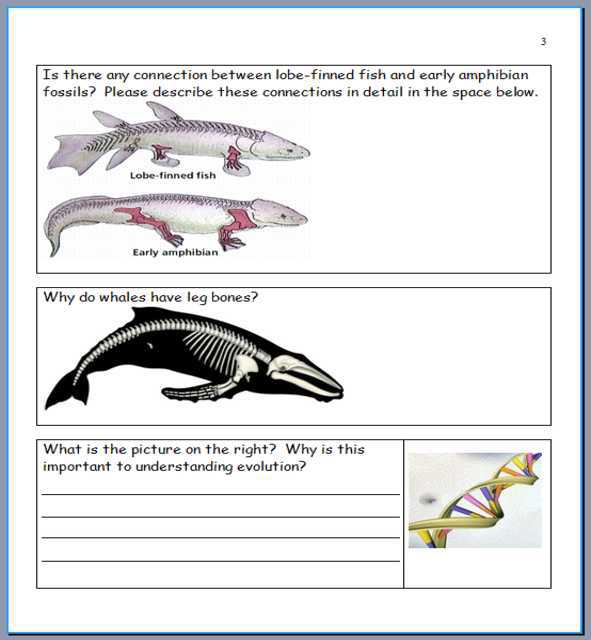 3
Is there any connection between lobe-finned fish and early amphibian
fossils? Please describe these connections in detail in the space below.
Lobe-finned fish
Early amphibian
Why do whales have leg bones?
What is the picture on the right? Why is this
important to understanding evolution?